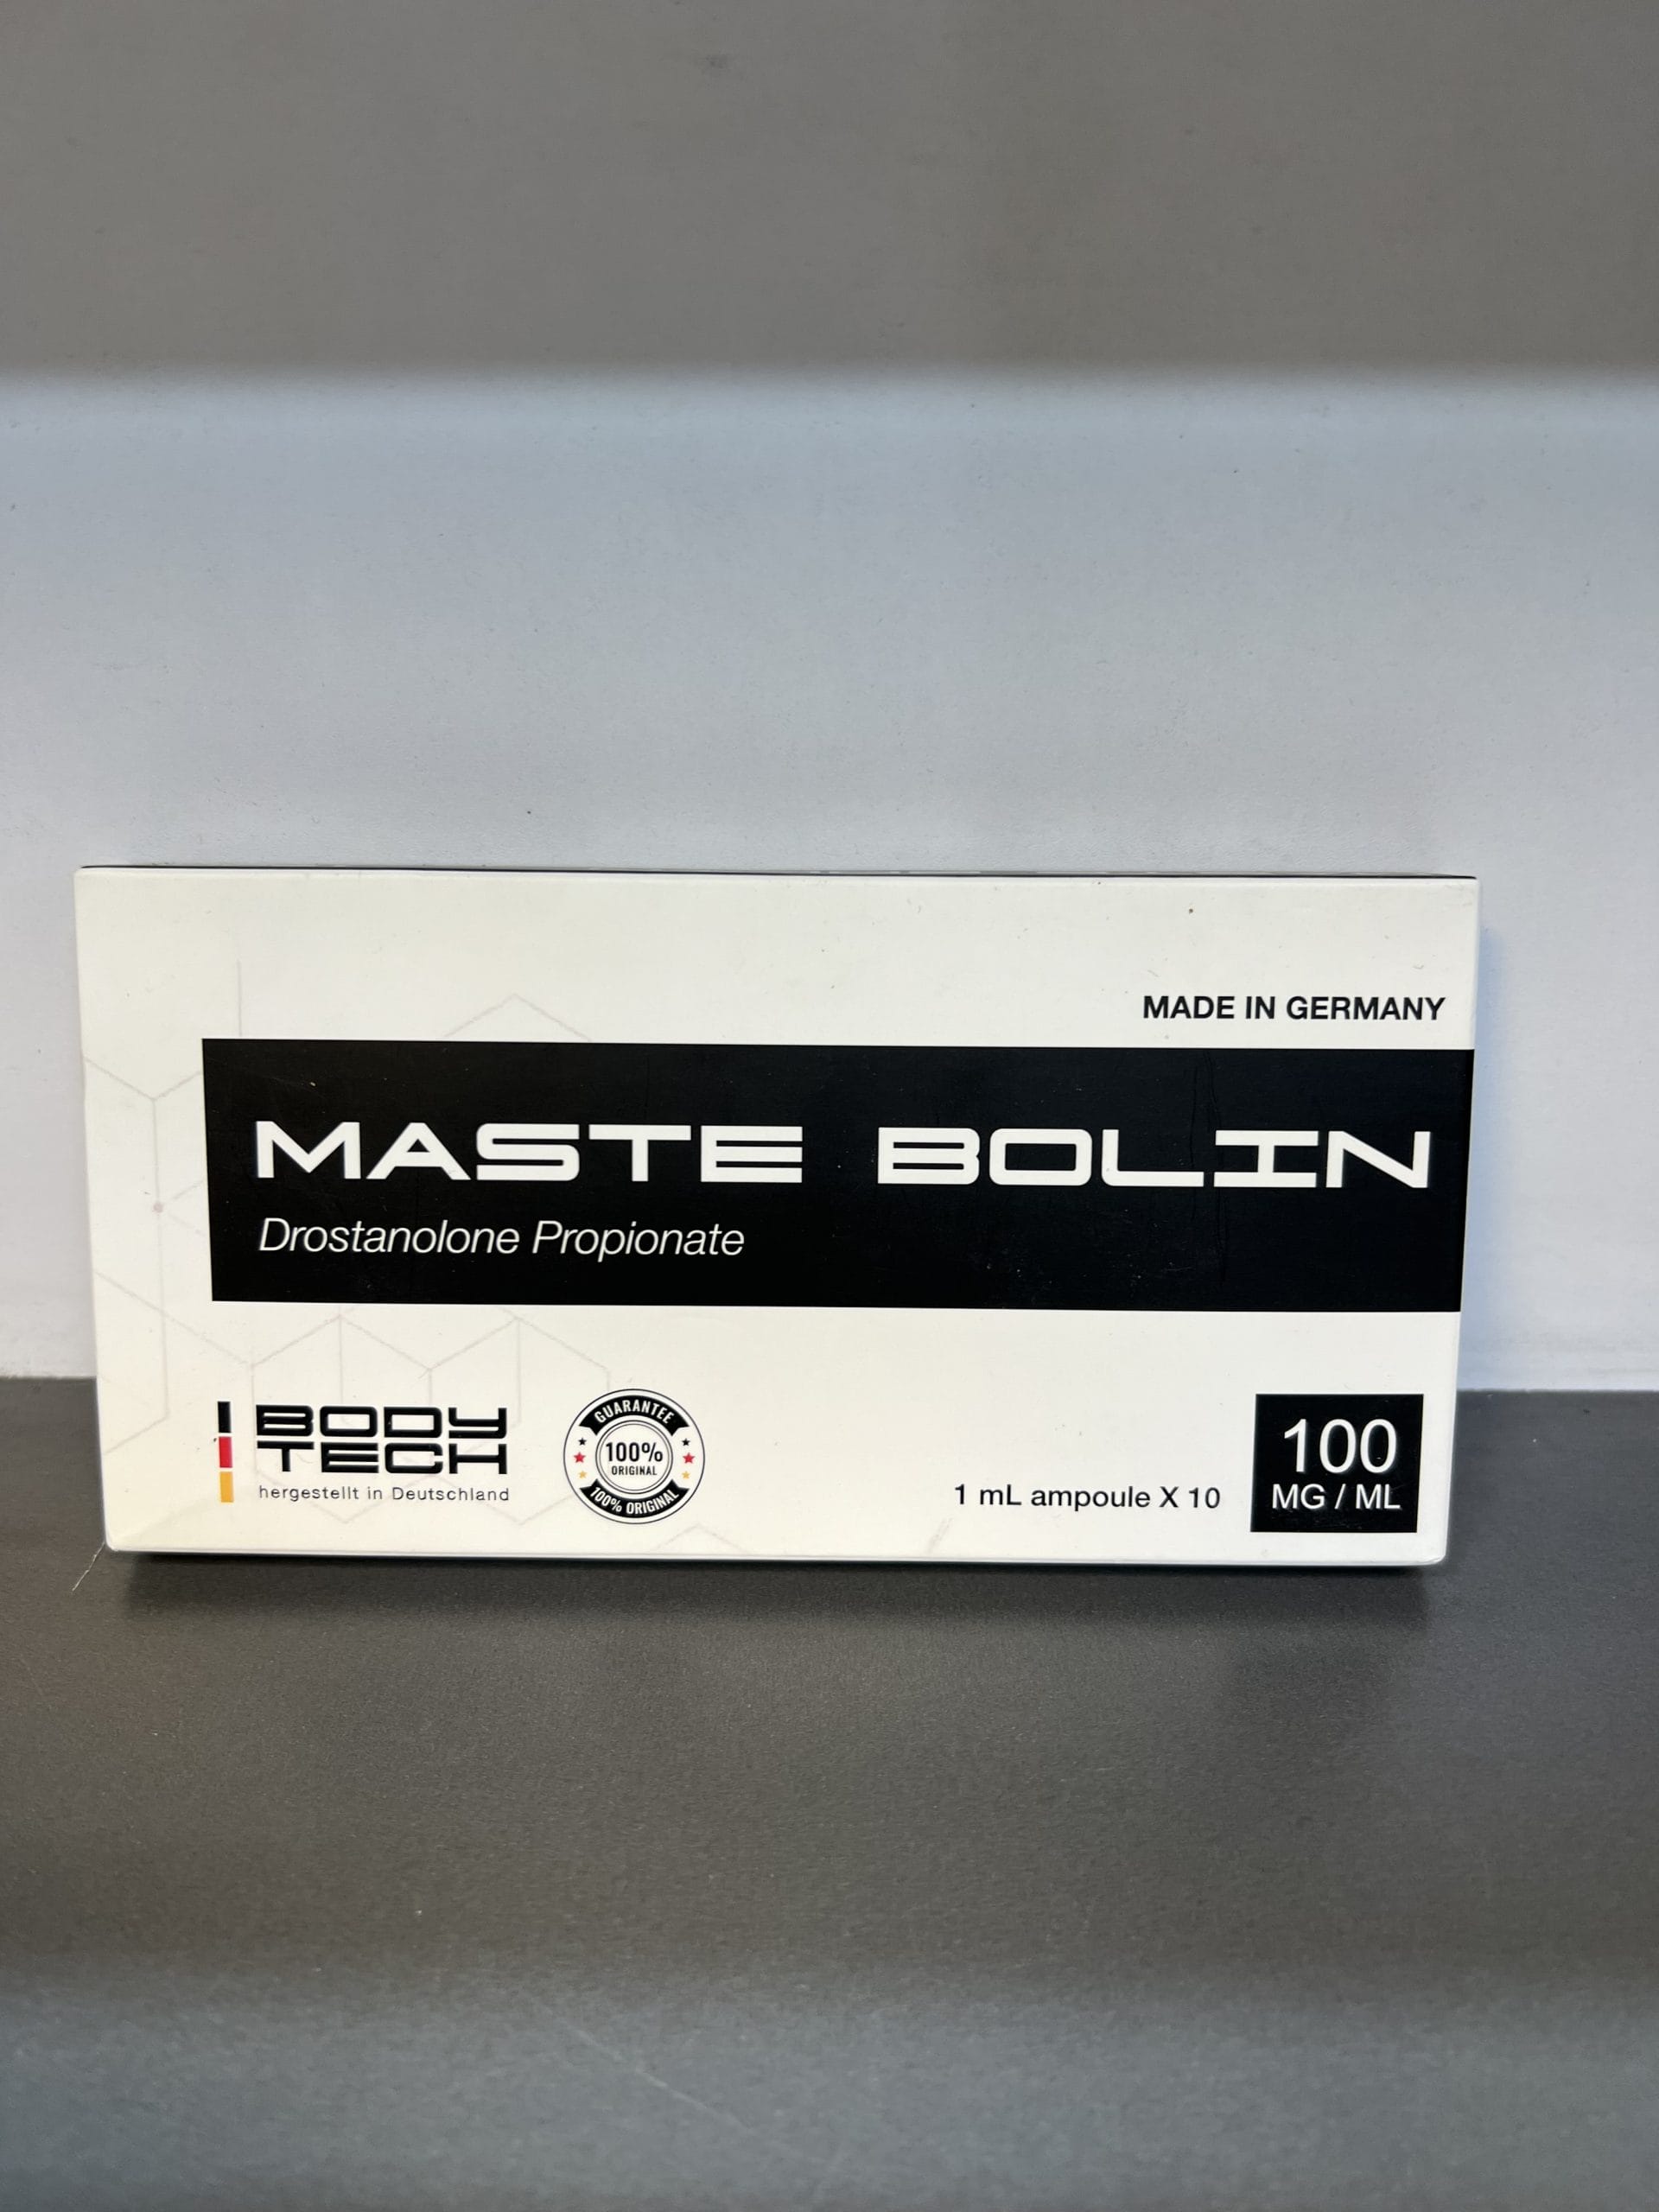 MADE IN GERMANY
MASTE BOLIN
Drostanolone Propionate
BODY
TECH
hergestellt in Deutschland
GUARANTEE
100%
ORIGINAL
100% ORIGINAL
1 mL ampoule X 10
100
MG / ML